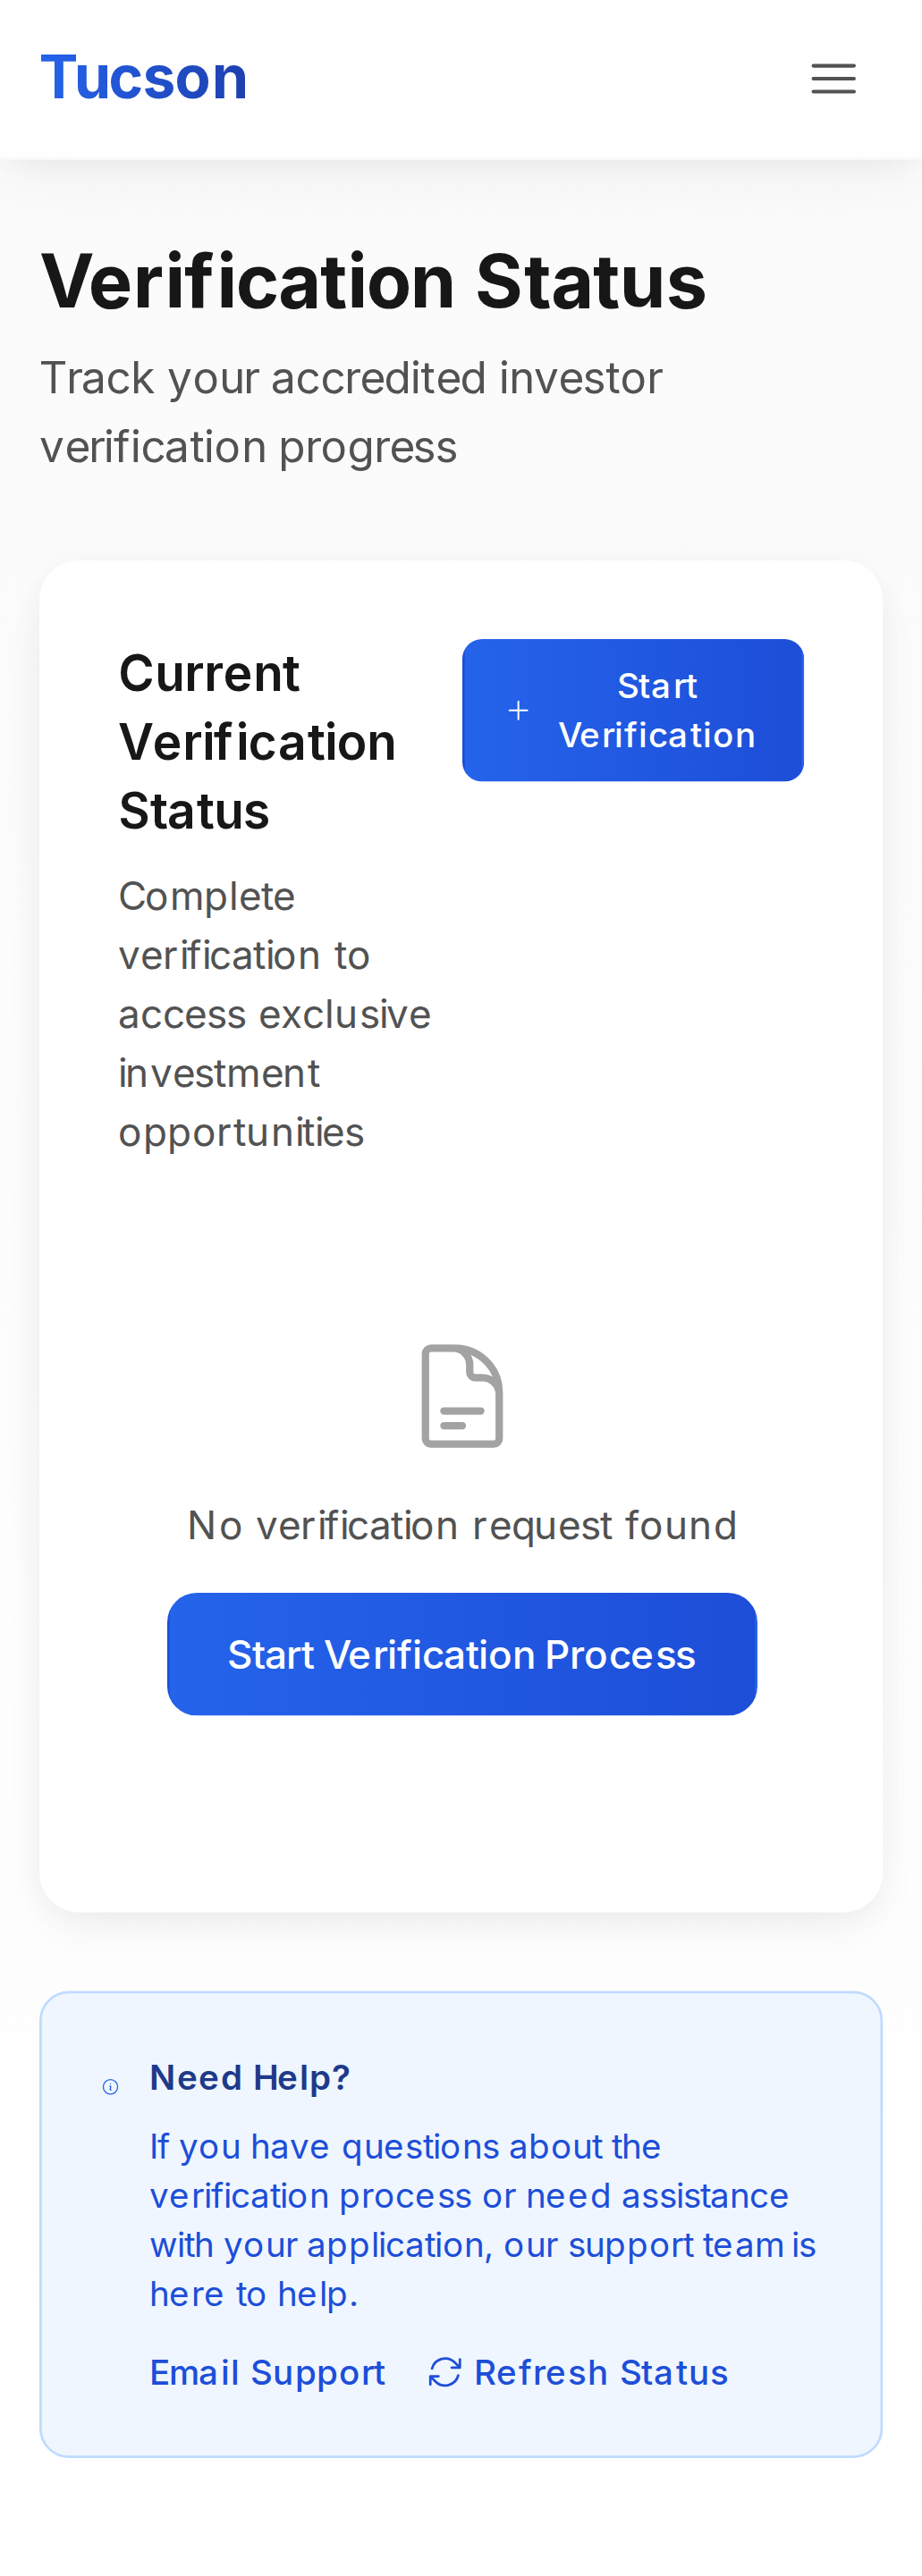 Tucson
Verification Status
Track your accredited investor
verification progress
Current
Verification
Status
Start
Verification
Complete
verification to
access exclusive
investment
opportunities
No verification request found
Start Verification Process
Need Help?
If you have questions about the
verification process or need assistance
with your application, our support team is
here to help.
Email Support
Refresh Status